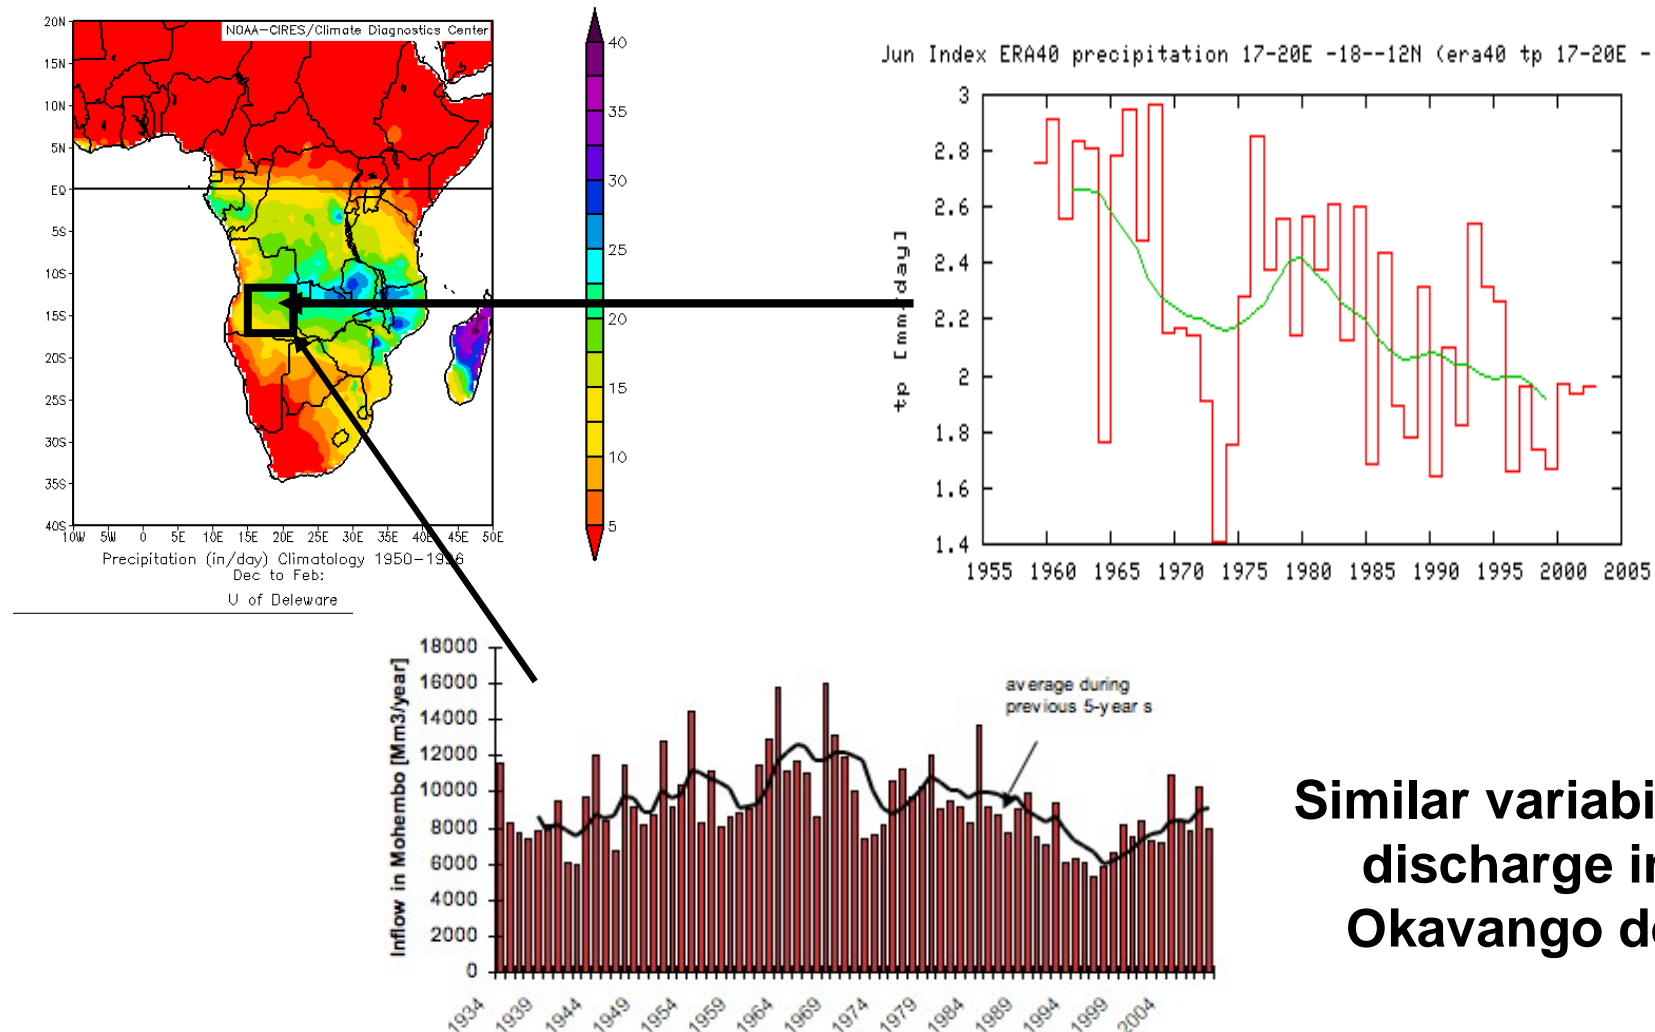 NOAA-CIRES/Climate Diagnostics Center
20N
15N
10N
5N
EQ
5S
10S
15S
20S
25S
30S
35S
40S
10W 5W 0 5E 10E 15E 20E 25E 30E 35E 40E 45E 50E
40
35
30
25
20
15
10
5
Precipitation (in/day) Climatology 1950-1996
Dec to Feb:
U of Deleware
Jun Index ERA40 precipitation 17-20E -18--12N (era40 tp 17-20E -
tp [mm/day]
3
2.8
2.6
2.4
2.2
2
1.8
1.6
1.4
1955 1960 1965 1970 1975 1980 1985 1990 1995 2000 2005
Inflow in Mohembo [Mm3/year]
18000
16000
14000
12000
10000
8000
6000
4000
2000
0
average during
previous 5-year s
1934 1939 1944 1949 1954 1959 1964 1969 1974 1979 1984 1989 1994 1999 2004
Similar variabi
discharge in
Okavango de